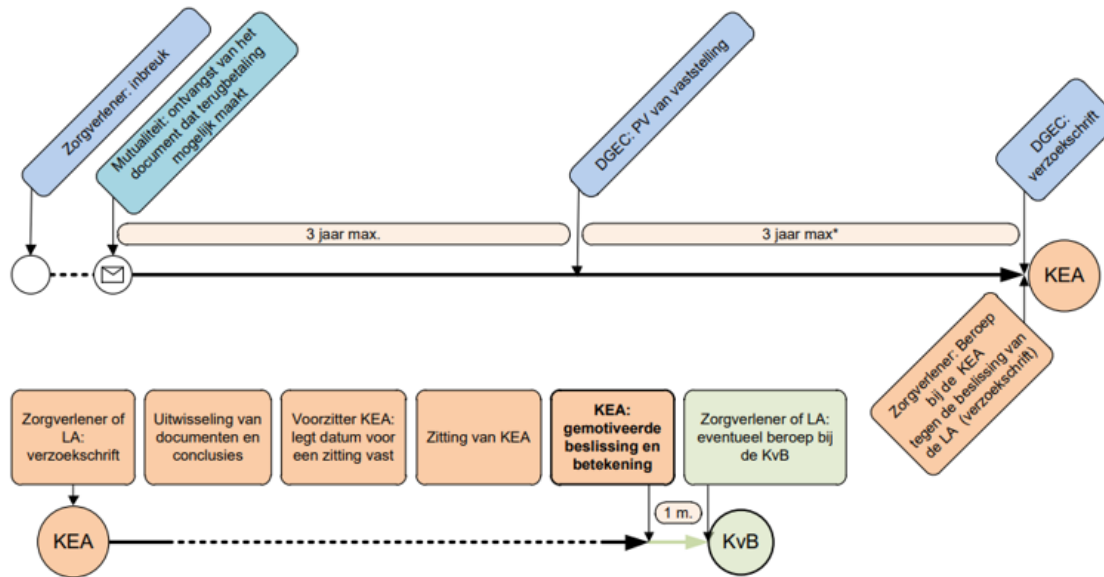 Zorgverlener: inbreuk
Mutualiteit: ontvangst van het
document dat terugbetaling
mogelijk maakt
DGEC: PV van vaststelling
DGEC:
verzoekschrift
3 jaar max.
3 jaar max*
KEA
Zorgverlener: Beroep
bij de KEA
tegen de beslissing van
de LA (verzoekschrift)
Zorgverlener of
LA:
verzoekschrift
Uitwisseling van
documenten en
conclusies
Voorzitter KEA:
legt datum voor
een zitting vast
Zitting van KEA
KEA:
gemotiveerde
beslissing en
betekening
Zorgverlener of LA:
eventueel beroep bij
de KvB
1 m.
KEA
KvB